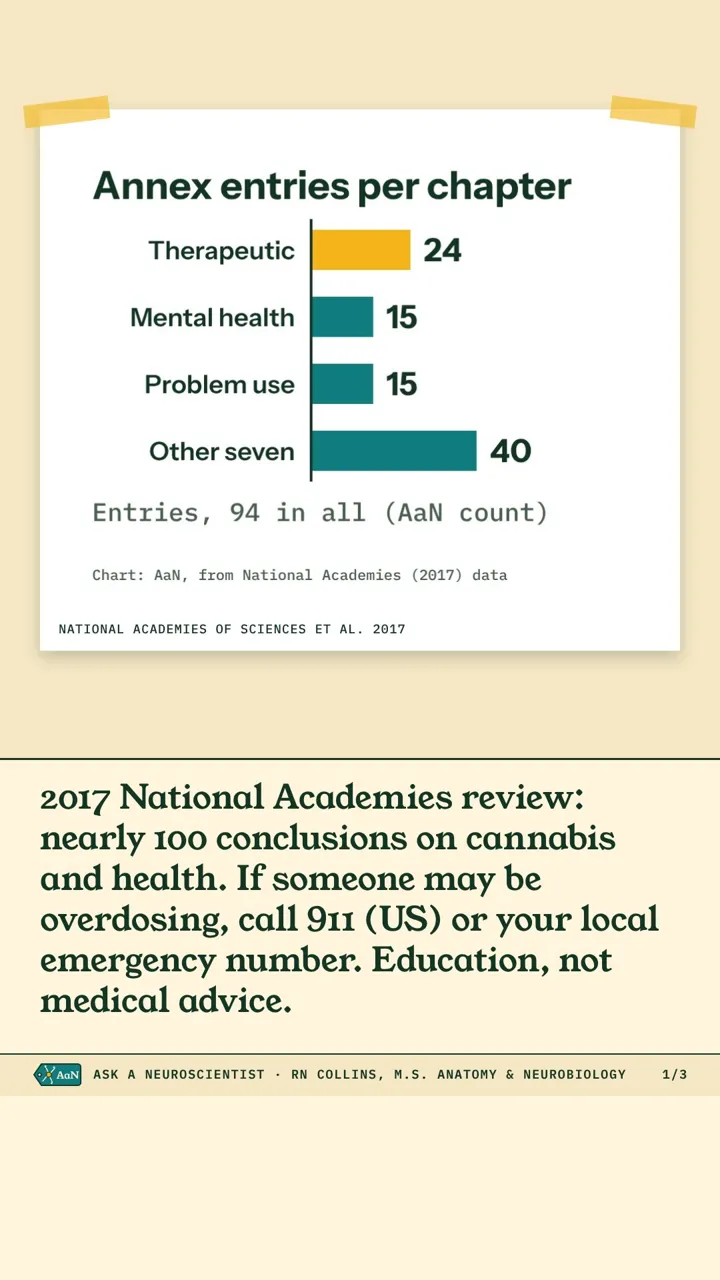 Annex entries per chapter
Therapeutic 24
Mental health 15
Problem use 15
Other seven 40
Entries, 94 in all (AaN count)
Chart: AaN, from National Academies (2017) data
NATIONAL ACADEMIES OF SCIENCES ET AL. 2017
2017 National Academies review:
nearly 100 conclusions on cannabis
and health. If someone may be
overdosing, call 911 (US) or your local
emergency number. Education, not
medical advice.
AaN ASK A NEUROSCIENTIST · RN COLLINS, M.S. ANATOMY & NEUROBIOLOGY 1/3